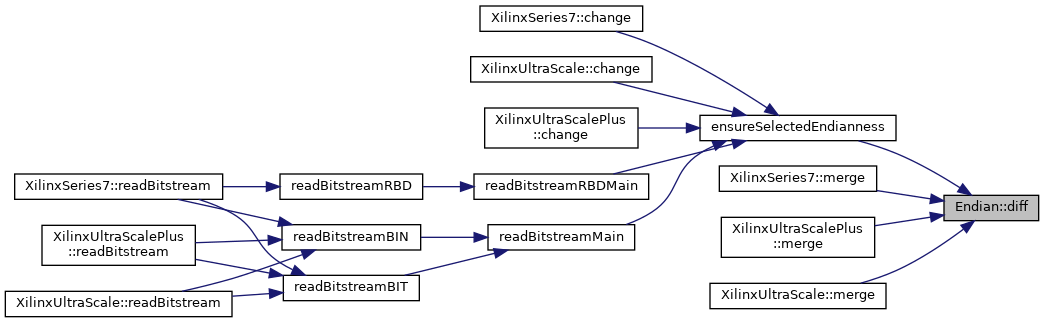 XilinxSeries7::change
XilinxUltraScale::change
XilinxUltraScalePlus
::change
ensureSelectedEndianness
XilinxSeries7::readBitstream
readBitstreamRBD
readBitstreamRBDMain
XilinxSeries7::merge
Endian::diff
XilinxUltraScalePlus
::readBitstream
readBitstreamBIN
readBitstreamMain
XilinxUltraScalePlus
::merge
XilinxUltraScale::readBitstream
readBitstreamBIT
XilinxUltraScale::merge